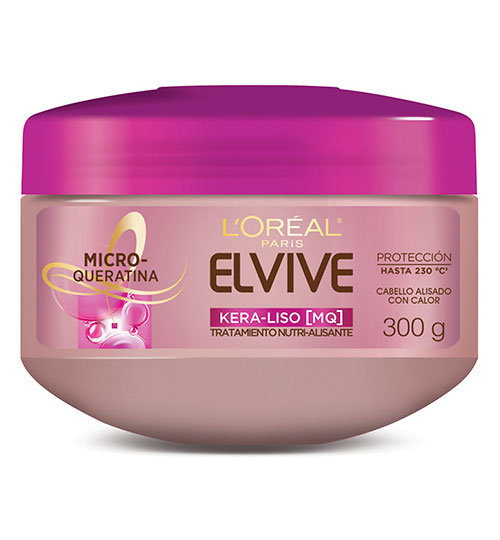 MICRO-
QUERATINA
L'ORÉAL®
PARIS
ELVIVE
KERA-LISO [MQ]
TRATAMIENTO NUTRI-ALISANTE
PROTECCIÓN
HASTA 230 °C*
CABELLO ALISADO
CON CALOR
300 g